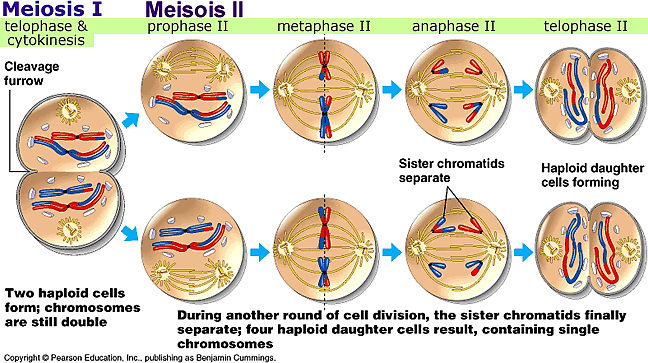 Meiosis I
Meisois II
telophase &
cytokinesis
prophase II
metaphase II
anaphase II
telophase II
Cleavage
furrow
Sister chromatids
separate
Haploid daughter
cells forming
Two haploid cells
form; chromosomes
are still double
During another round of cell division, the sister chromatids finally
separate; four haploid daughter cells result, containing single
chromosomes
Copyright © Pearson Education, Inc., publishing as Benjamin Cummings.